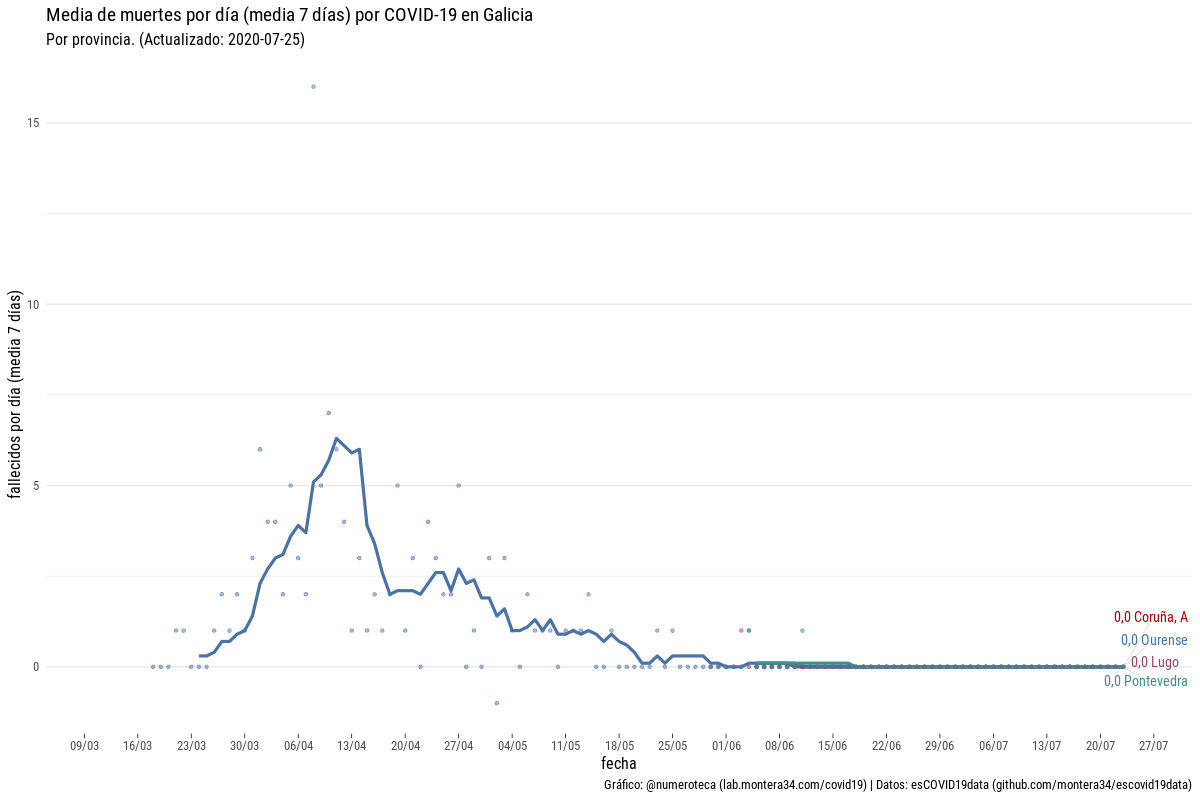 Media de muertes por día (media 7 días) por COVID-19 en Galicia
Por provincia. (Actualizado: 2020-07-25)
fallecidos por día (media 7 días)
15
10
5
0
0,0 Coruña, A
0,0 Ourense
0,0 Lugo
0,0 Pontevedra
09/03 16/03 23/03 30/03 06/04 13/04 20/04 27/04 04/05 11/05 18/05 25/05 01/06 08/06 15/06 22/06 29/06 06/07 13/07 20/07 27/07
fecha
Gráfico: @numeroteca (lab.montera34.com/covid19) | Datos: esCOVID19data (github.com/montera34/escovid19data)